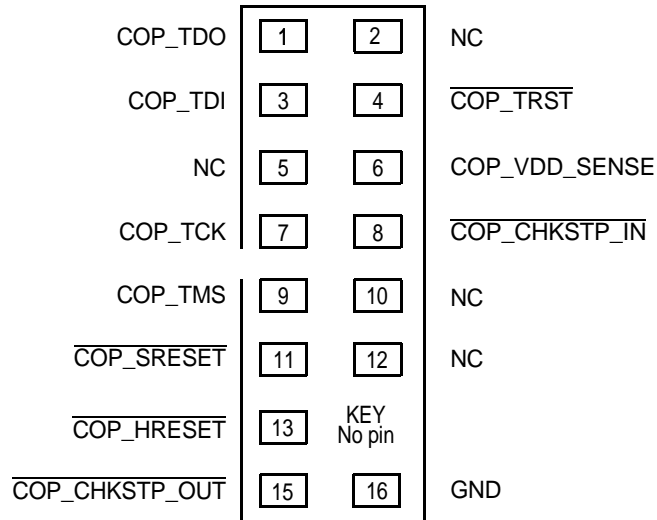 COP_TDO 1 2 NC
COP_TDI 3 4 COP_TRST
NC 5 6 COP_VDD_SENSE
COP_TCK 7 8 COP_CHKSTP_IN
COP_TMS 9 10 NC
COP_SRESET 11 12 NC
COP_HRESET 13 KEY
No pin
COP_CHKSTP_OUT 15 16 GND